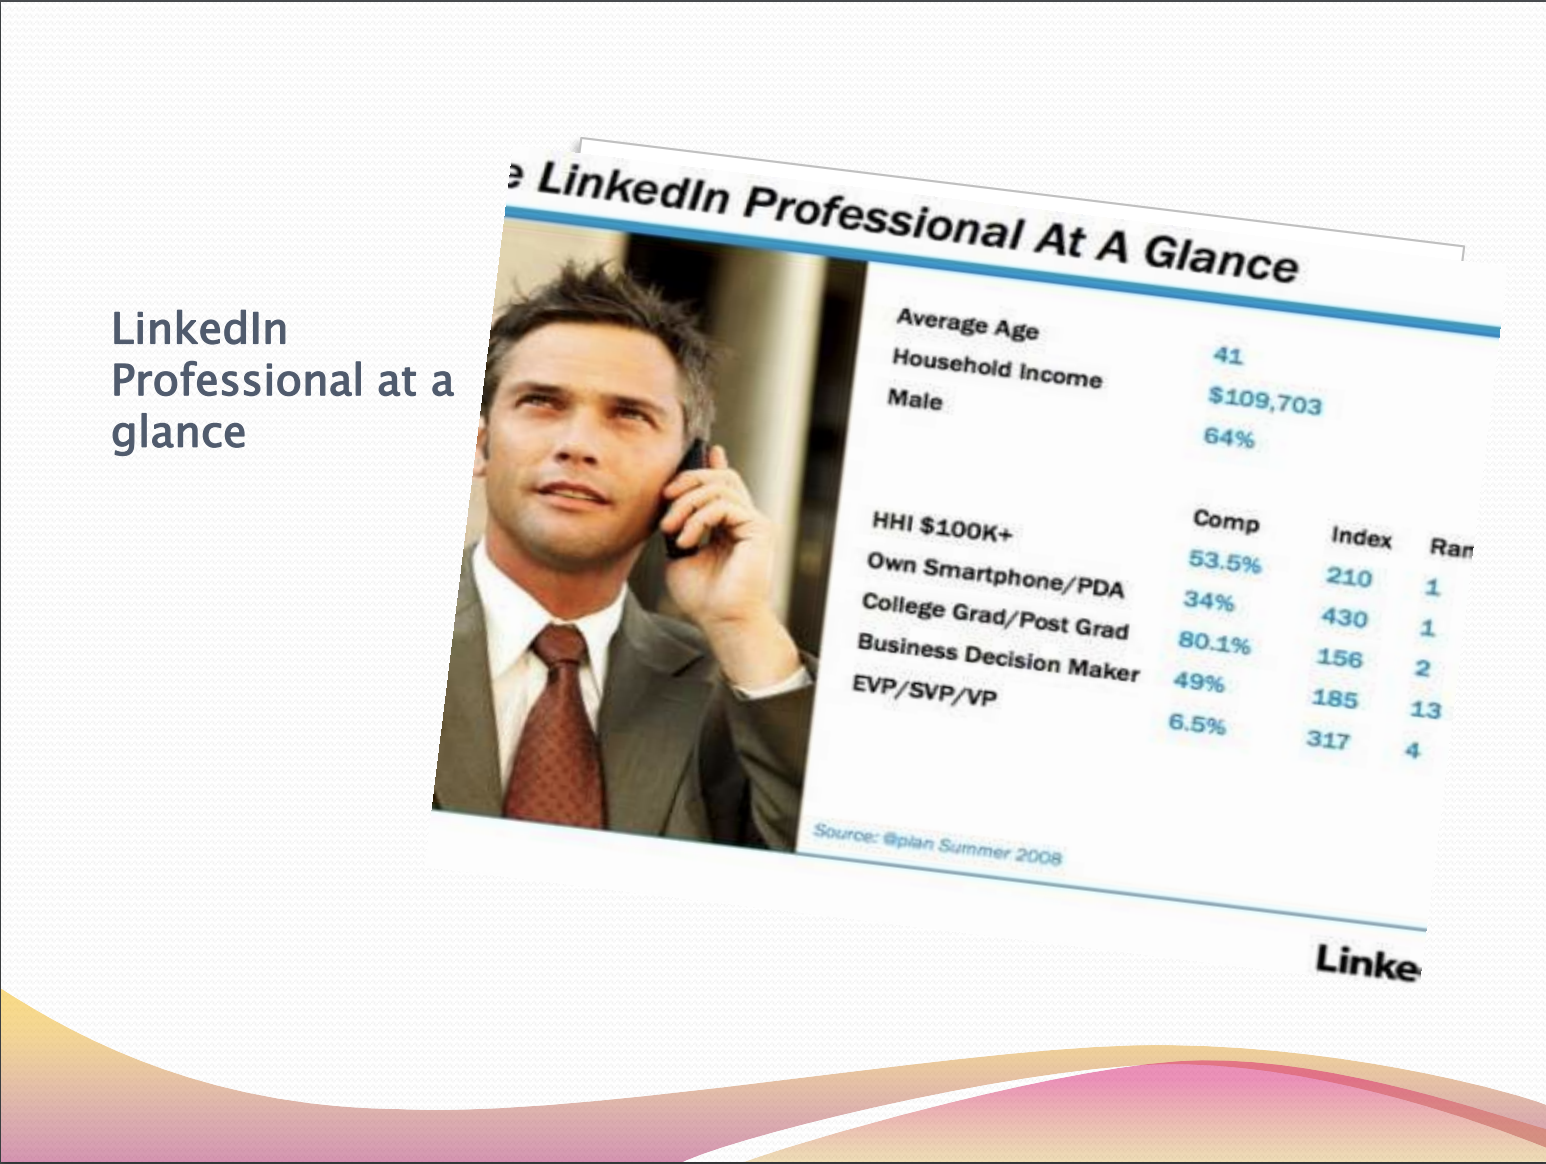 LinkedIn
Professional at a
glance
e LinkedIn Professional At A Glance
Average Age 41
Household Income $109,703
Male 64%
Comp Index Ran
HHI $100K+ 53.5% 210 1
Own Smartphone/PDA 34% 430 1
College Grad/Post Grad 80.1% 156 2
Business Decision Maker 49% 185 13
EVP/SVP/VP 6.5% 317 4
Source: @plan Summer 2008
Linke